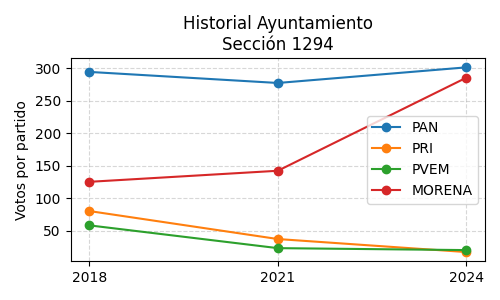 Historial Ayuntamiento
Sección 1294
Votos por partido
300
250
200
150
100
50
2018
2021
2024
PAN
PRI
PVEM
MORENA